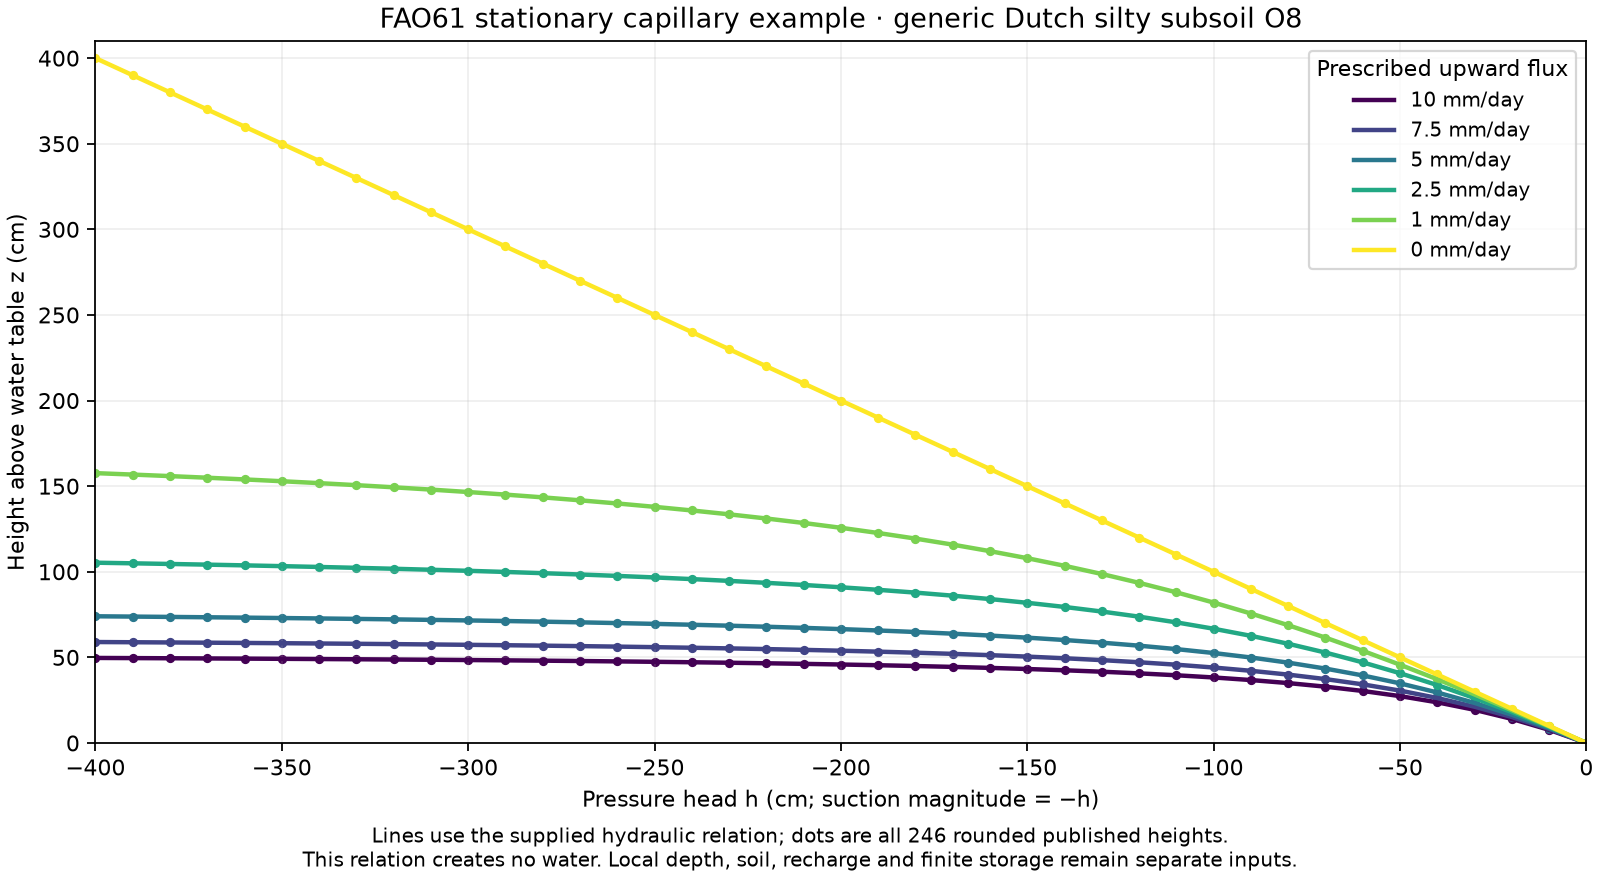 FAO61 stationary capillary example · generic Dutch silty subsoil O8
Height above water table z (cm)
400
350
300
250
200
150
100
50
0
Prescribed upward flux
10 mm/day
7.5 mm/day
5 mm/day
2.5 mm/day
1 mm/day
0 mm/day
−400
−350
−300
−250
−200
−150
−100
−50
0
Pressure head h (cm; suction magnitude = −h)
Lines use the supplied hydraulic relation; dots are all 246 rounded published heights.
This relation creates no water. Local depth, soil, recharge and finite storage remain separate inputs.